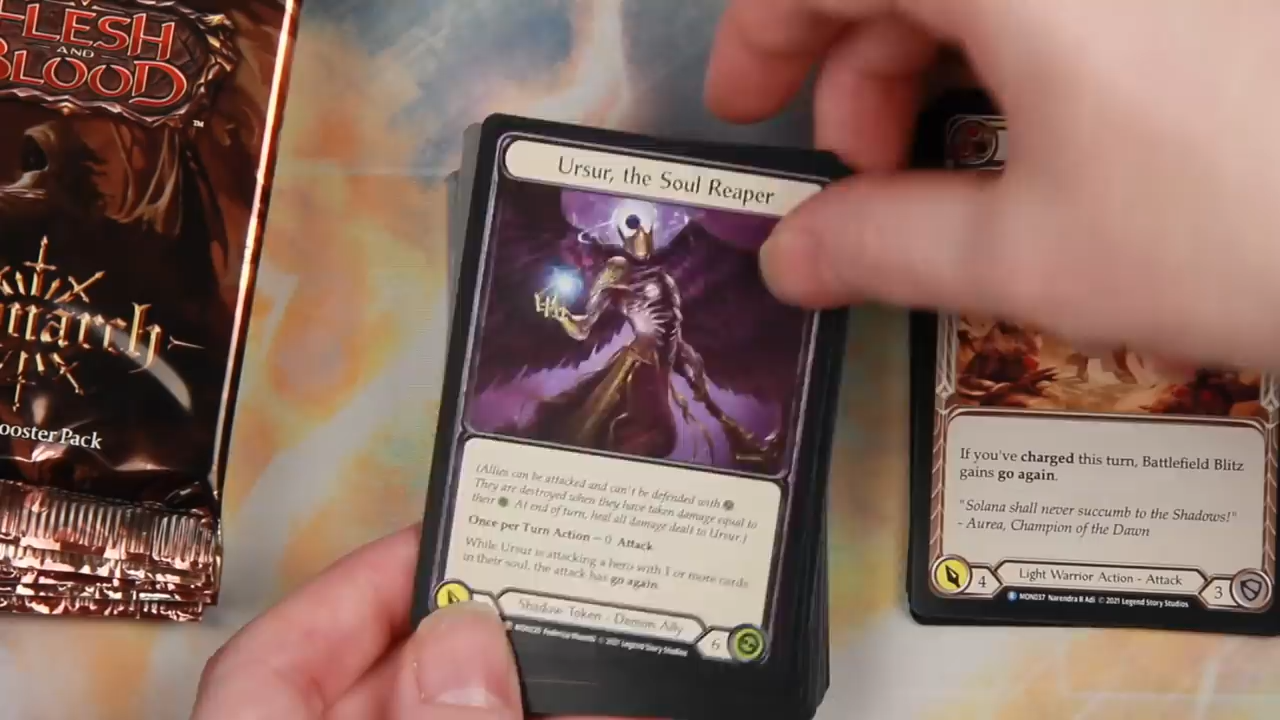 FLESH
AND
BLOOD
TM
Booster Pack
Ursur, the Soul Reaper
(Allies can be attacked and can't be defended with
They are destroyed when they have taken damage equal to
their At end of turn, heal all damage dealt to Ursur.)
Once per Turn Action – 0 Attack
While Ursur is attacking a hero with 1 or more cards
in their soul, the attack has go again.
Shadow Token - Demon Ally
6
© 2021 Legend Story Studios
If you've charged this turn, Battlefield Blitz
gains go again.
"Solana shall never succumb to the Shadows!"
- Aurea, Champion of the Dawn
4
Light Warrior Action - Attack
3
R MON037 Narendra B Adi © 2021 Legend Story Studios